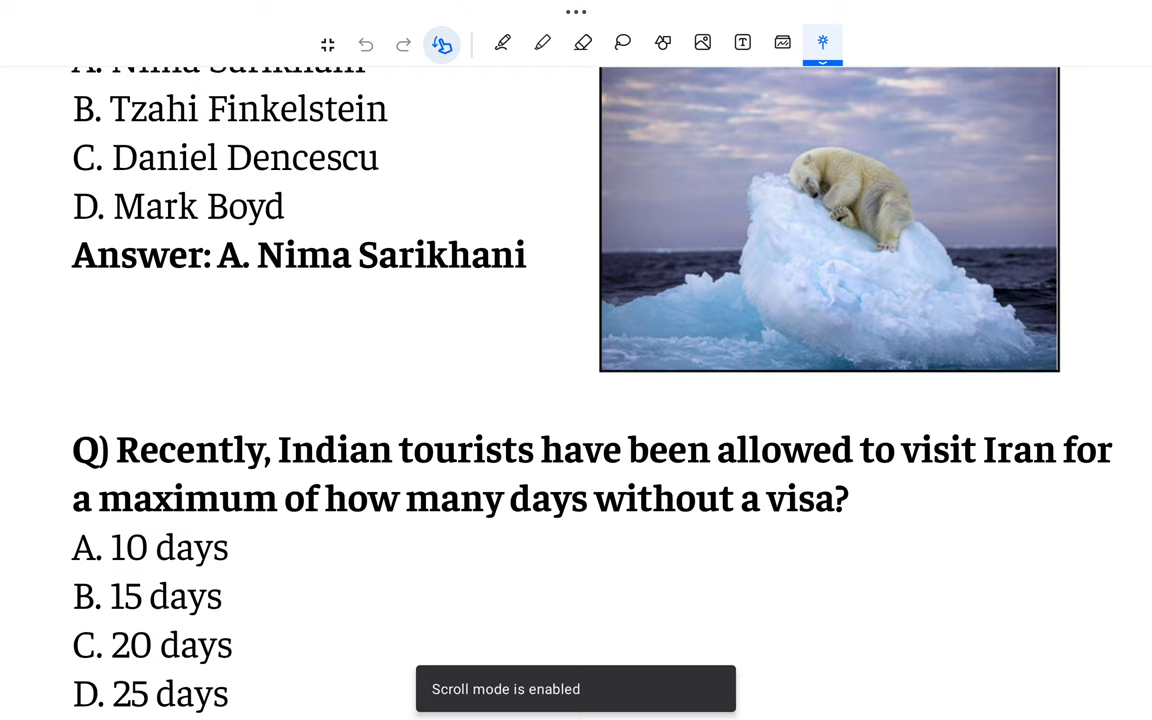 A. Nima Sarikhani
B. Tzahi Finkelstein
C. Daniel Dencescu
D. Mark Boyd
Answer: A. Nima Sarikhani
Q) Recently, Indian tourists have been allowed to visit Iran for
a maximum of how many days without a visa?
A. 10 days
B. 15 days
C. 20 days
D. 25 days
Scroll mode is enabled